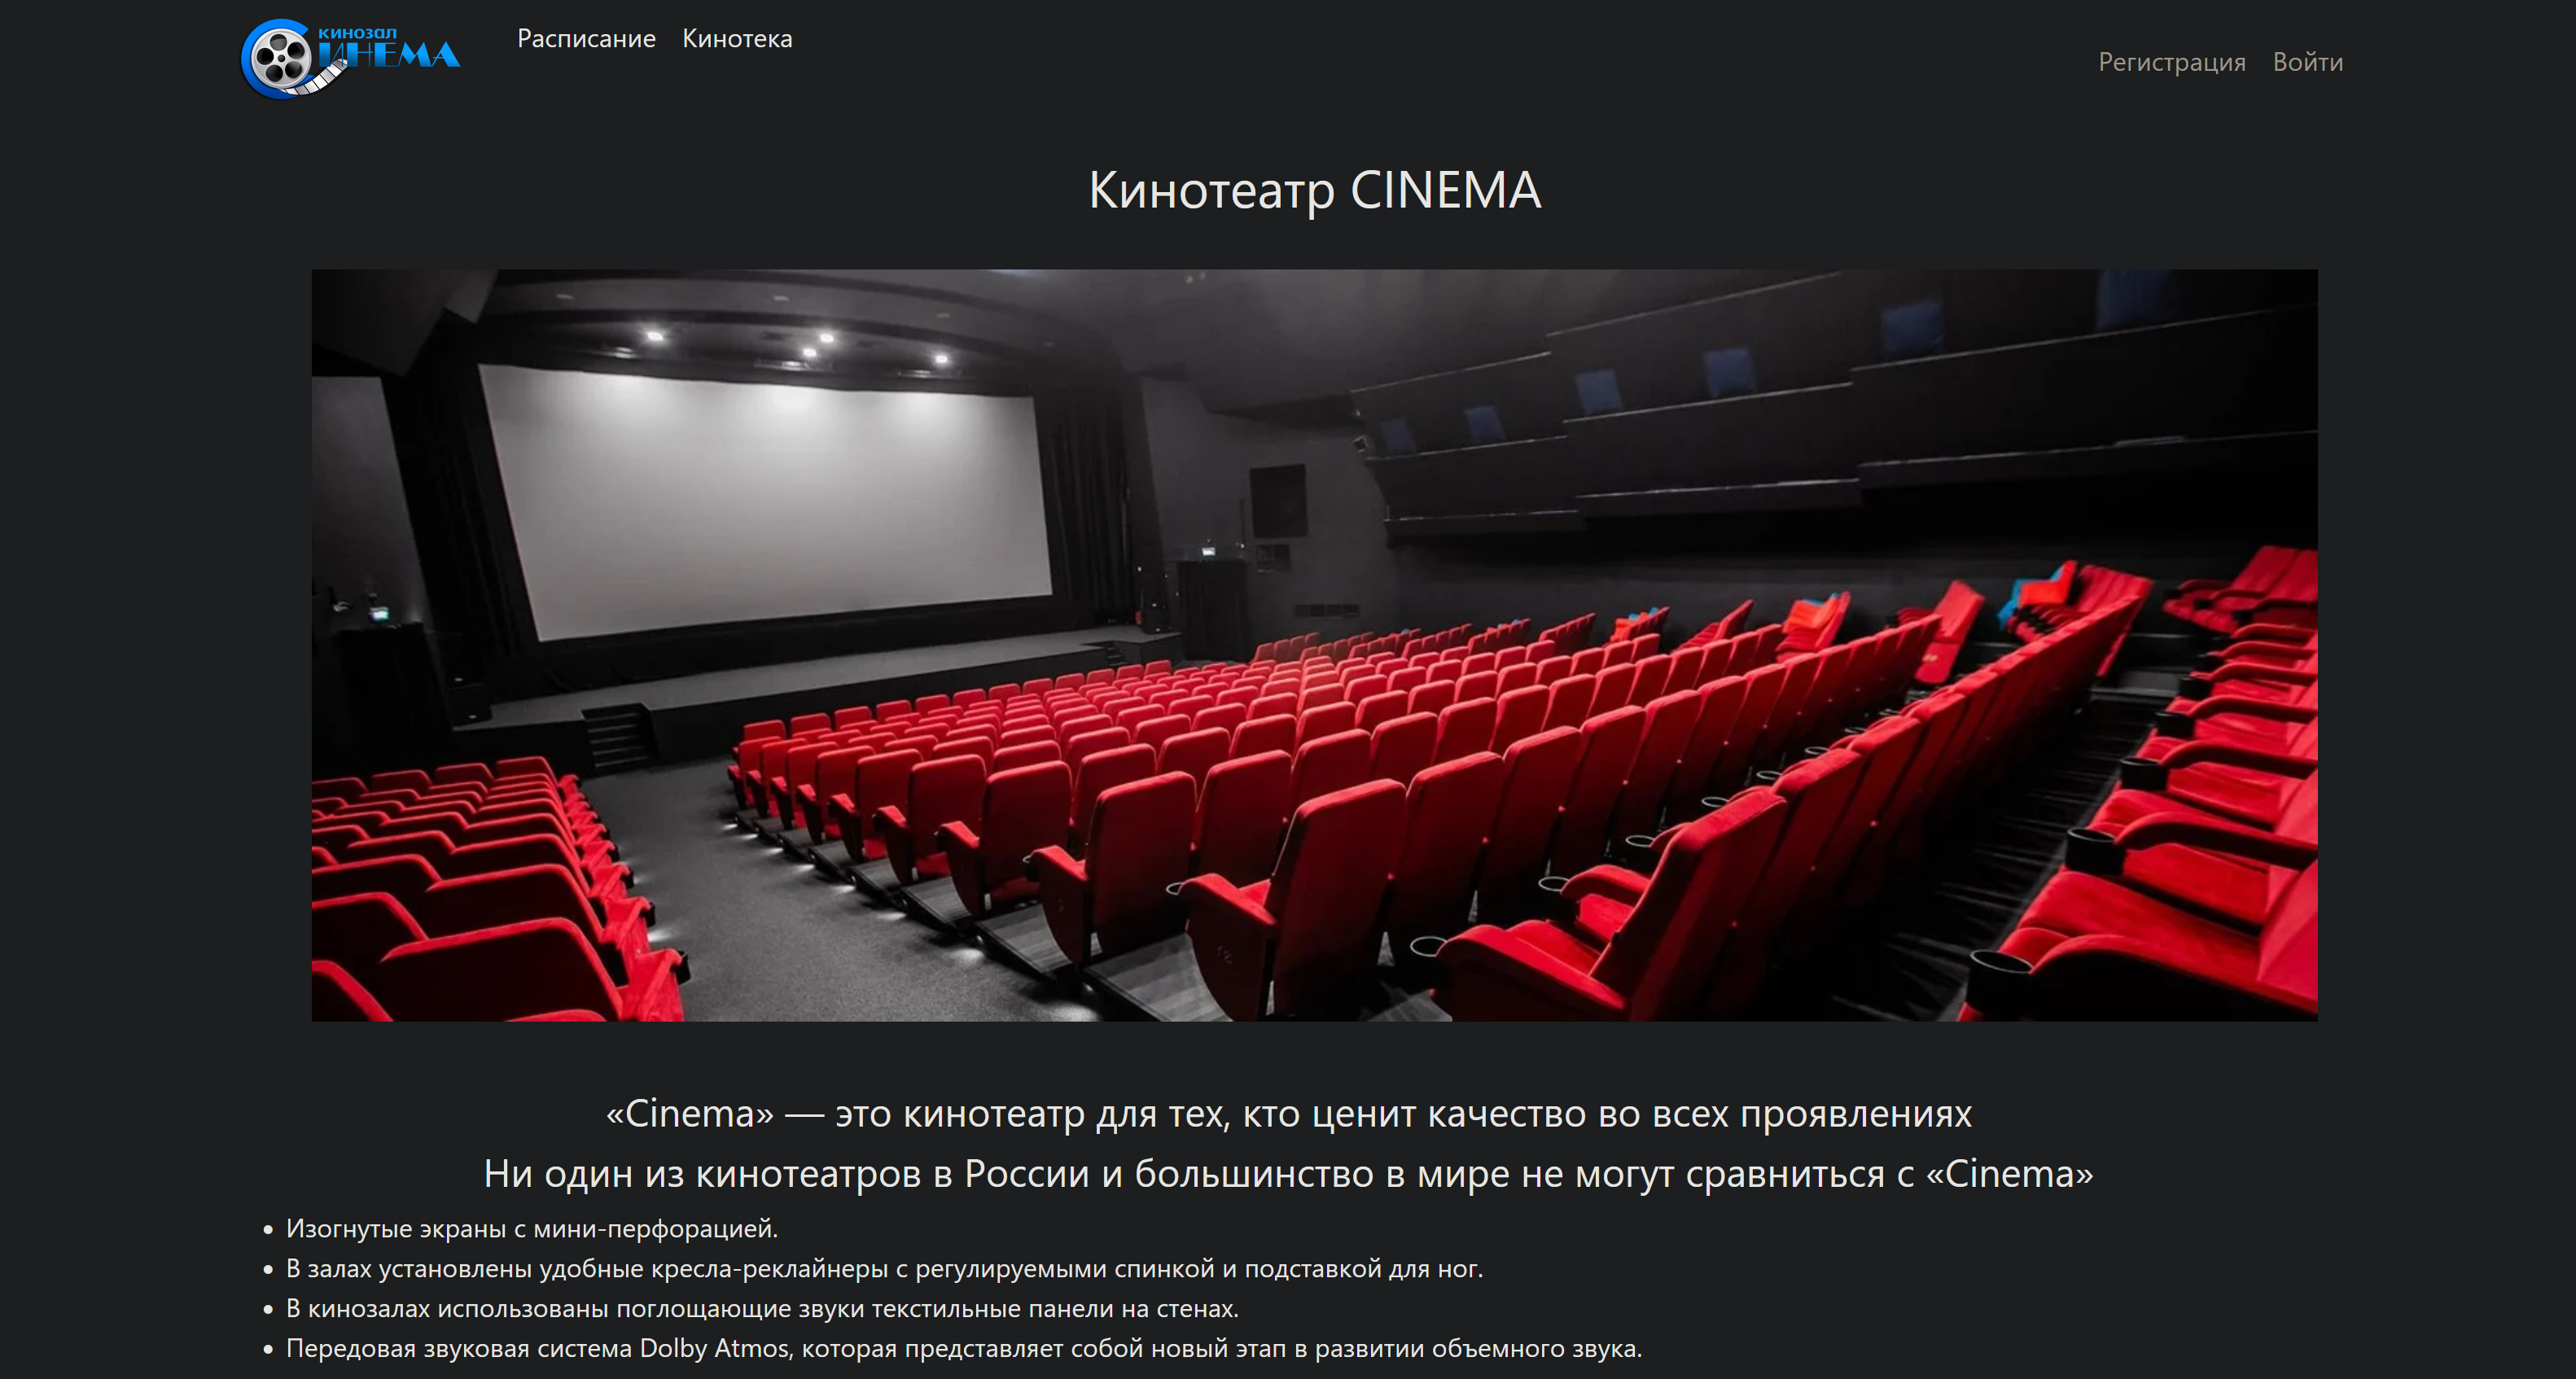 кинозал
СИНЕМА
Расписание Кинотека
Регистрация Войти
Кинотеатр CINEMA
«Cinema» — это кинотеатр для тех, кто ценит качество во всех проявлениях
Ни один из кинотеатров в России и большинство в мире не могут сравниться с «Cinema»
• Изогнутые экраны с мини-перфорацией.
• В залах установлены удобные кресла-реклайнеры с регулируемыми спинкой и подставкой для ног.
• В кинозалах использованы поглощающие звуки текстильные панели на стенах.
• Передовая звуковая система Dolby Atmos, которая представляет собой новый этап в развитии объемного звука.